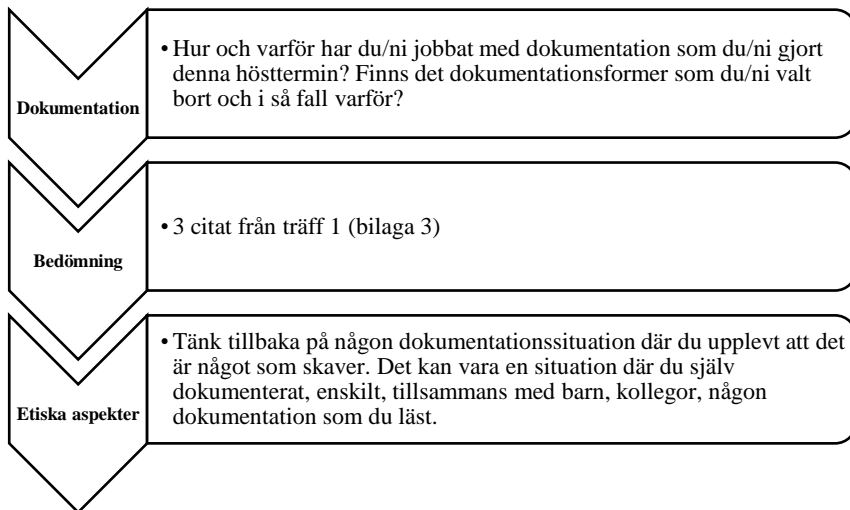 Dokumentation
• Hur och varför har du/ni jobbat med dokumentation som du/ni gjort
denna hösttermin? Finns det dokumentationsformer som du/ni valt
bort och i så fall varför?
Bedömning
• 3 citat från träff 1 (bilaga 3)
Etiska aspekter
• Tänk tillbaka på någon dokumentationssituation där du upplevt att det
är något som skaver. Det kan vara en situation där du själv
dokumenterat, enskilt, tillsammans med barn, kollegor, någon
dokumentation som du läst.